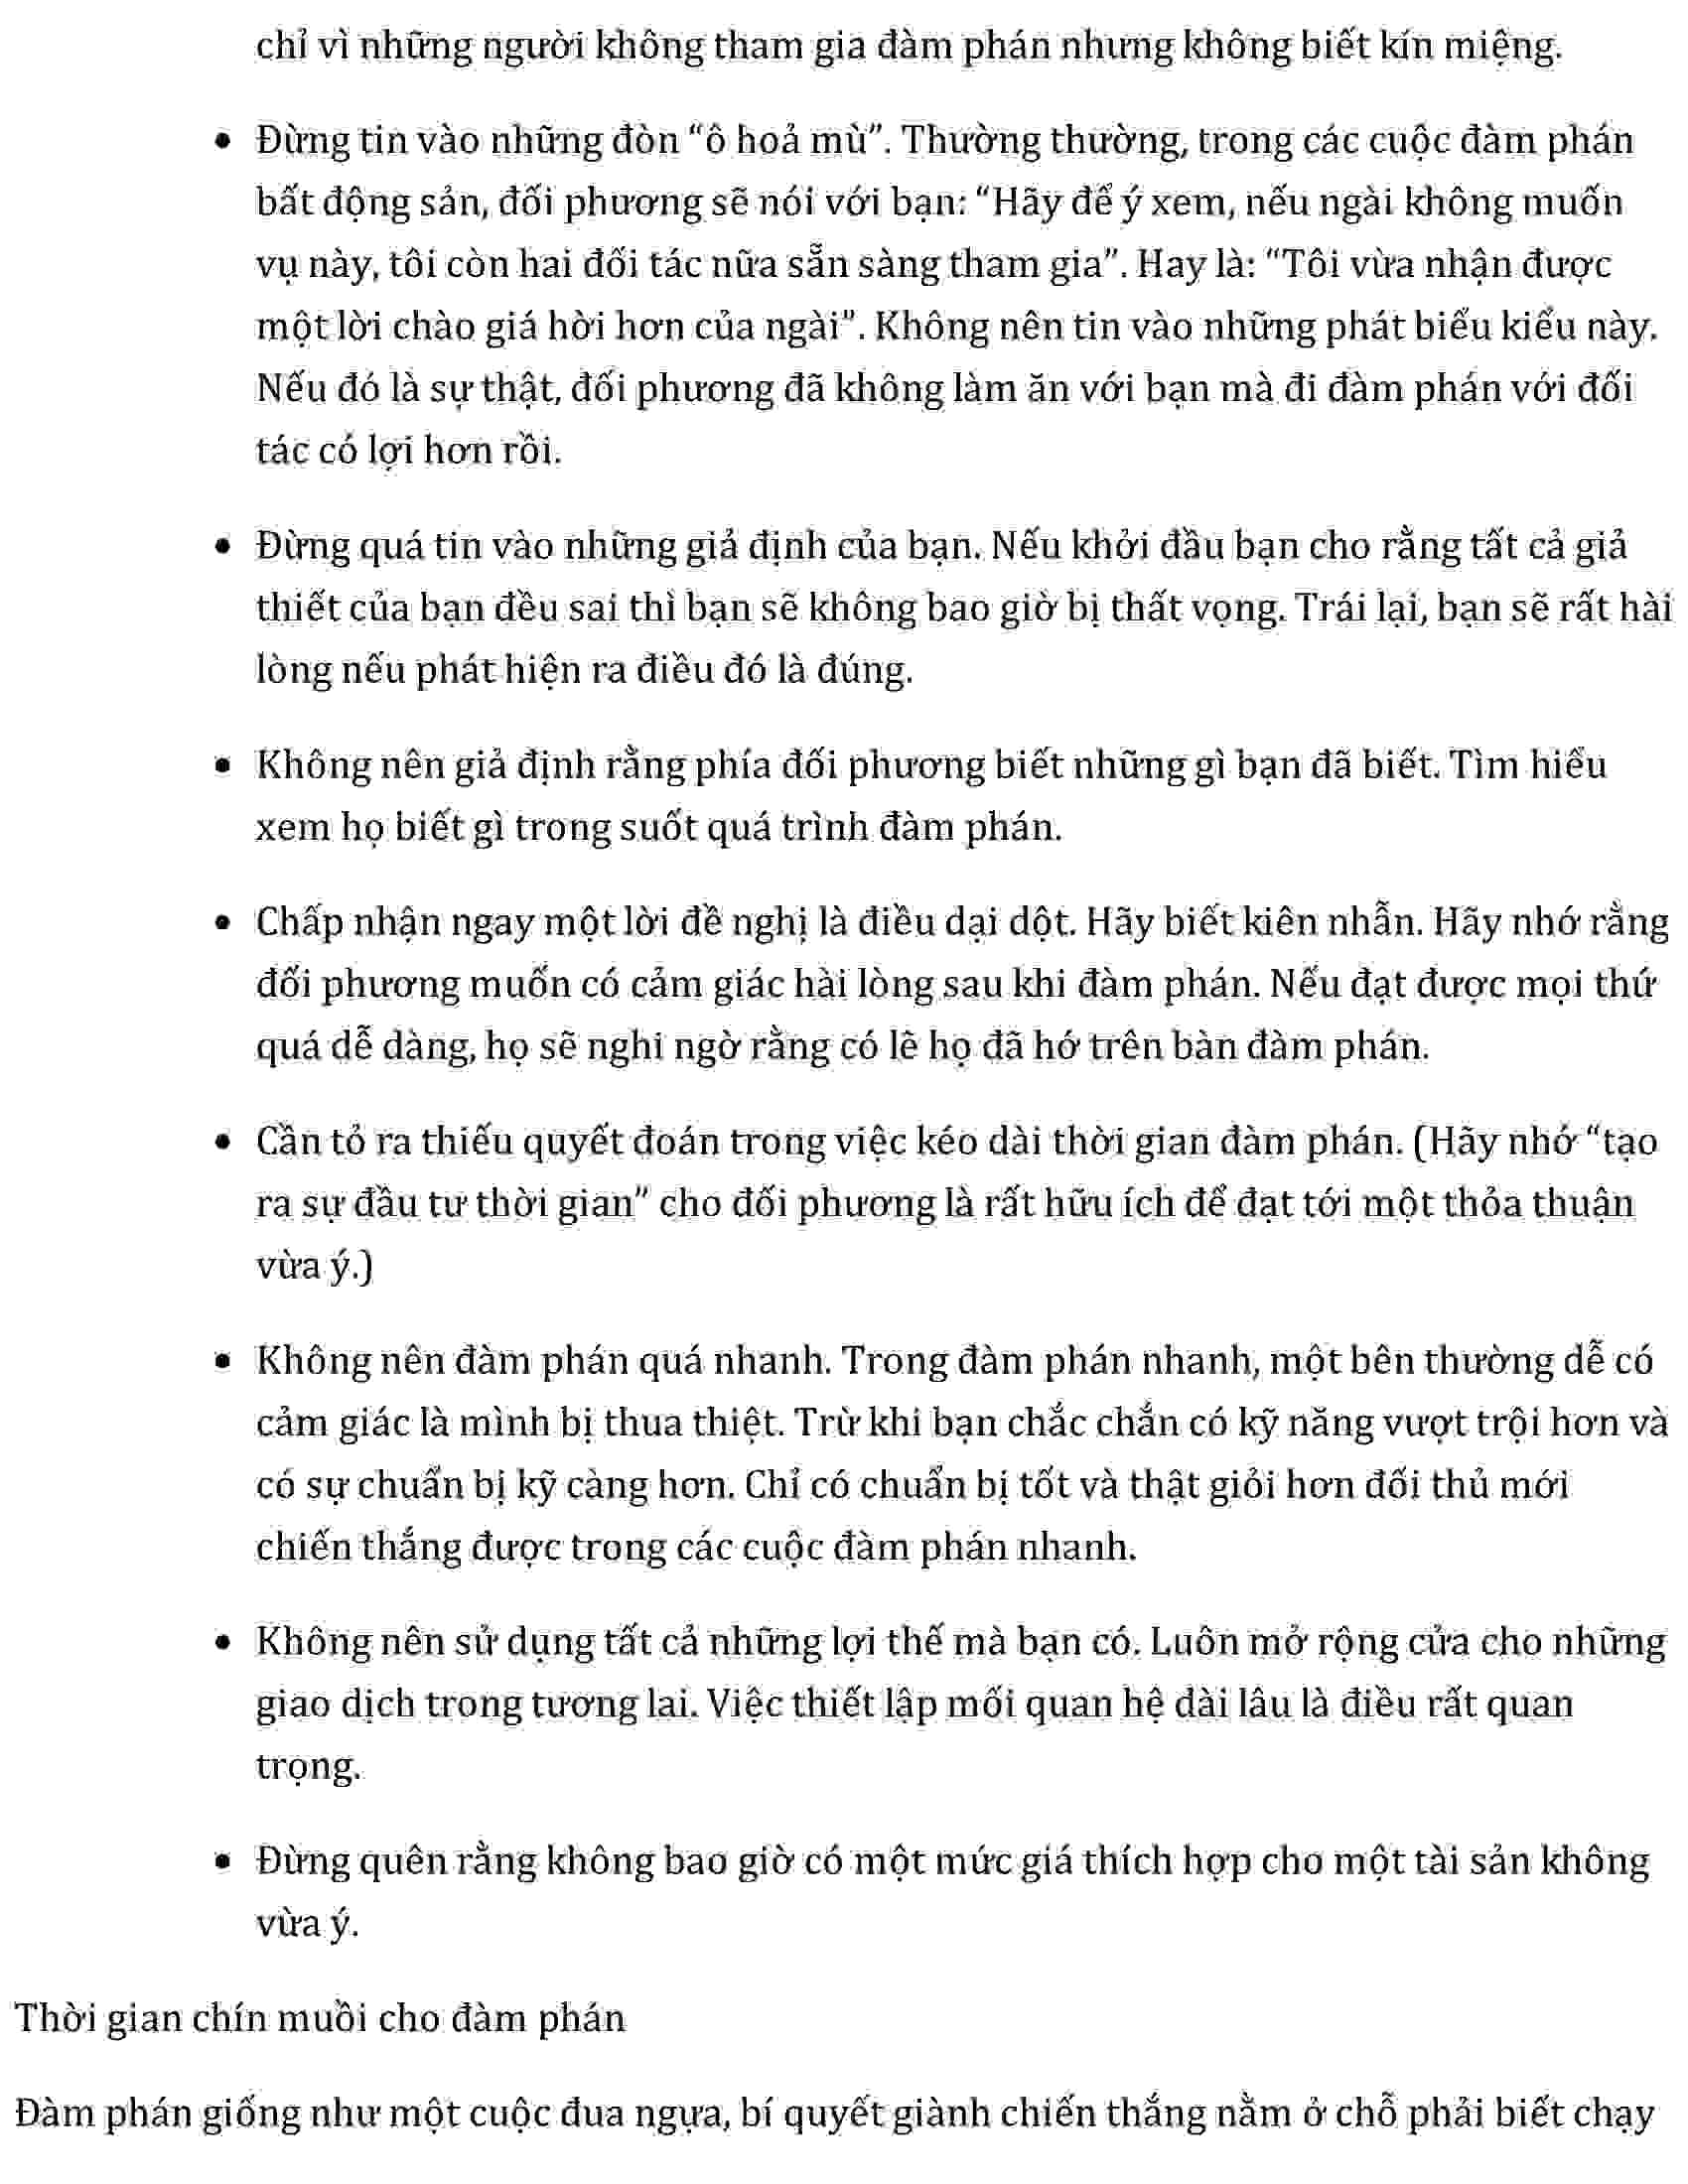 chỉ vì những người không tham gia đàm phán nhưng không biết kín miệng.
• Đừng tin vào những đòn “ô hoả mù”. Thường thường, trong các cuộc đàm phán
bất động sản, đối phương sẽ nói với bạn: “Hãy để ý xem, nếu ngài không muốn
vụ này, tôi còn hai đối tác nữa sẵn sàng tham gia”. Hay là: “Tôi vừa nhận được
một lời chào giá hời hơn của ngài”. Không nên tin vào những phát biểu kiểu này.
Nếu đó là sự thật, đối phương đã không làm ăn với bạn mà đi đàm phán với đối
tác có lợi hơn rồi.
• Đừng quá tin vào những giả định của bạn. Nếu khởi đầu bạn cho rằng tất cả giả
thiết của bạn đều sai thì bạn sẽ không bao giờ bị thất vọng. Trái lại, bạn sẽ rất hài
lòng nếu phát hiện ra điều đó là đúng.
• Không nên giả định rằng phía đối phương biết những gì bạn đã biết. Tìm hiểu
xem họ biết gì trong suốt quá trình đàm phán.
• Chấp nhận ngay một lời đề nghị là điều dại dột. Hãy biết kiên nhẫn. Hãy nhớ rằng
đối phương muốn có cảm giác hài lòng sau khi đàm phán. Nếu đạt được mọi thứ
quá dễ dàng, họ sẽ nghi ngờ rằng có lẽ họ đã hớ trên bàn đàm phán.
• Cần tỏ ra thiếu quyết đoán trong việc kéo dài thời gian đàm phán. (Hãy nhớ “tạo
ra sự đầu tư thời gian” cho đối phương là rất hữu ích để đạt tới một thỏa thuận
vừa ý.)
• Không nên đàm phán quá nhanh. Trong đàm phán nhanh, một bên thường dễ có
cảm giác là mình bị thua thiệt. Trừ khi bạn chắc chắn có kỹ năng vượt trội hơn và
có sự chuẩn bị kỹ càng hơn. Chỉ có chuẩn bị tốt và thật giỏi hơn đối thủ mới
chiến thắng được trong các cuộc đàm phán nhanh.
• Không nên sử dụng tất cả những lợi thế mà bạn có. Luôn mở rộng cửa cho những
giao dịch trong tương lai. Việc thiết lập mối quan hệ dài lâu là điều rất quan
trọng.
• Đừng quên rằng không bao giờ có một mức giá thích hợp cho một tài sản không
vừa ý.
Thời gian chín muồi cho đàm phán
Đàm phán giống như một cuộc đua ngựa, bí quyết giành chiến thắng nằm ở chỗ phải biết chạy